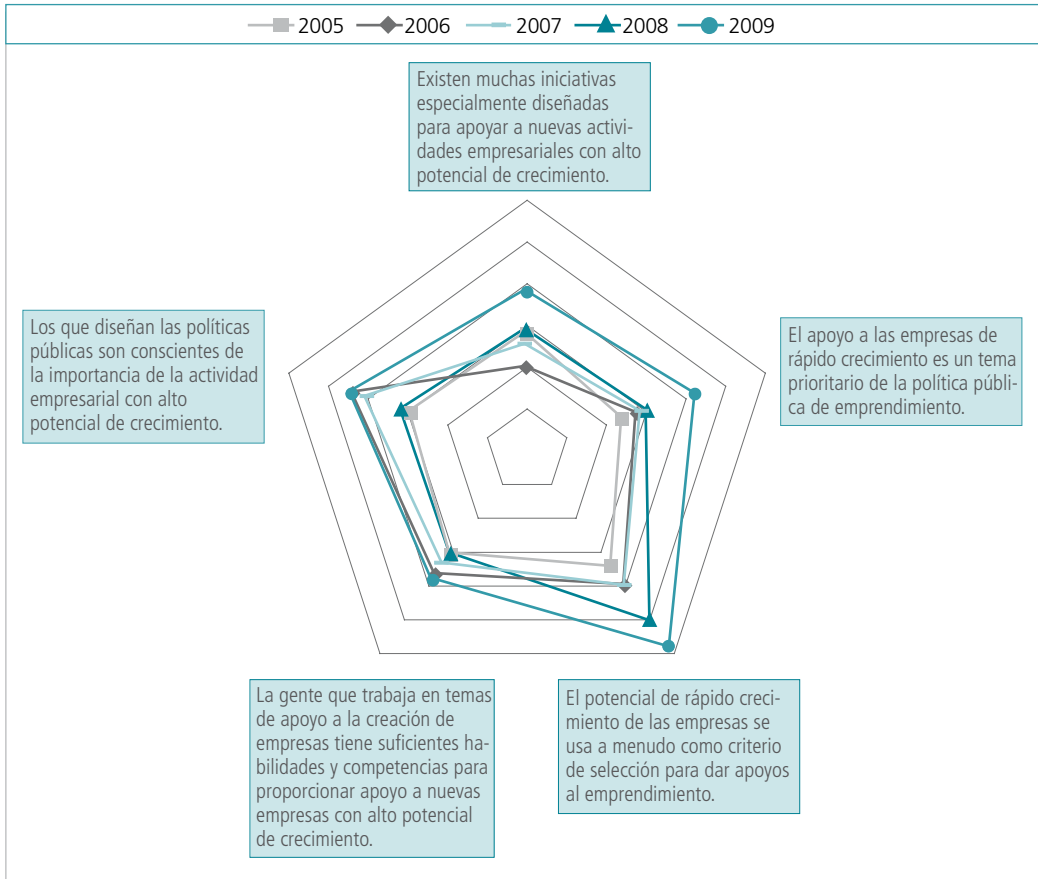 2005 2006 2007 2008 2009
Existen muchas iniciativas
especialmente diseñadas
para apoyar a nuevas activi-
dades empresariales con alto
potencial de crecimiento.
Los que diseñan las políticas
públicas son conscientes de
la importancia de la actividad
empresarial con alto
potencial de crecimiento.
El apoyo a las empresas de
rápido crecimiento es un tema
prioritario de la política públi-
ca de emprendimiento.
La gente que trabaja en temas
de apoyo a la creación de
empresas tiene suficientes ha-
bilidades y competencias para
proporcionar apoyo a nuevas
empresas con alto potencial
de crecimiento.
El potencial de rápido creci-
miento de las empresas se
usa a menudo como criterio
de selección para dar apoyos
al emprendimiento.